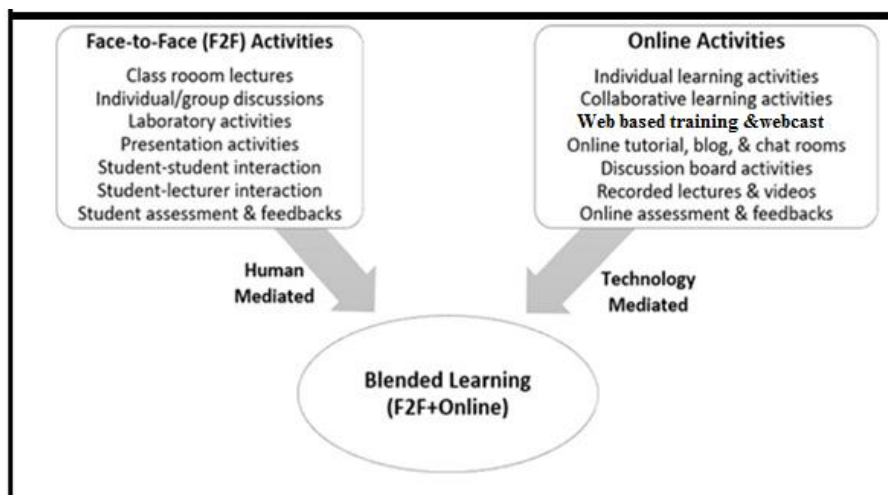 Face-to-Face (F2F) Activities
Class rooom lectures
Individual/group discussions
Laboratory activities
Presentation activities
Student-student interaction
Student-lecturer interaction
Student assessment & feedbacks
Online Activities
Individual learning activities
Collaborative learning activities
Web based training &webcast
Online tutorial, blog, & chat rooms
Discussion board activities
Recorded lectures & videos
Online assessment & feedbacks
Human
Mediated
Technology
Mediated
Blended Learning
(F2F+Online)